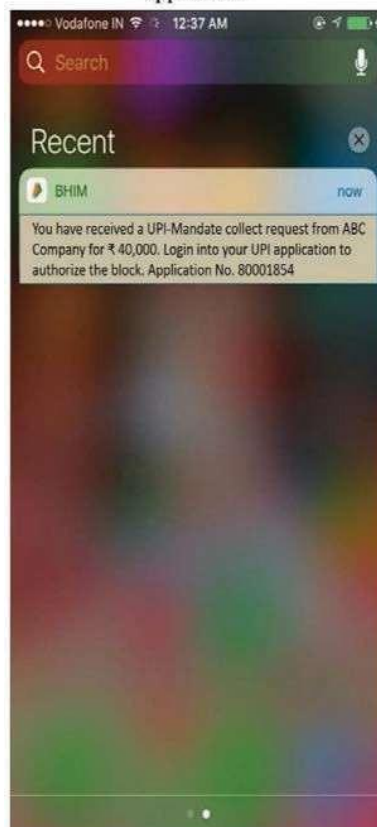 Vodafone IN 12:37 AM
Search
Recent
BHIM now
You have received a UPI-Mandate collect request from ABC
Company for ₹ 40,000. Login into your UPI application to
authorize the block. Application No. 80001854